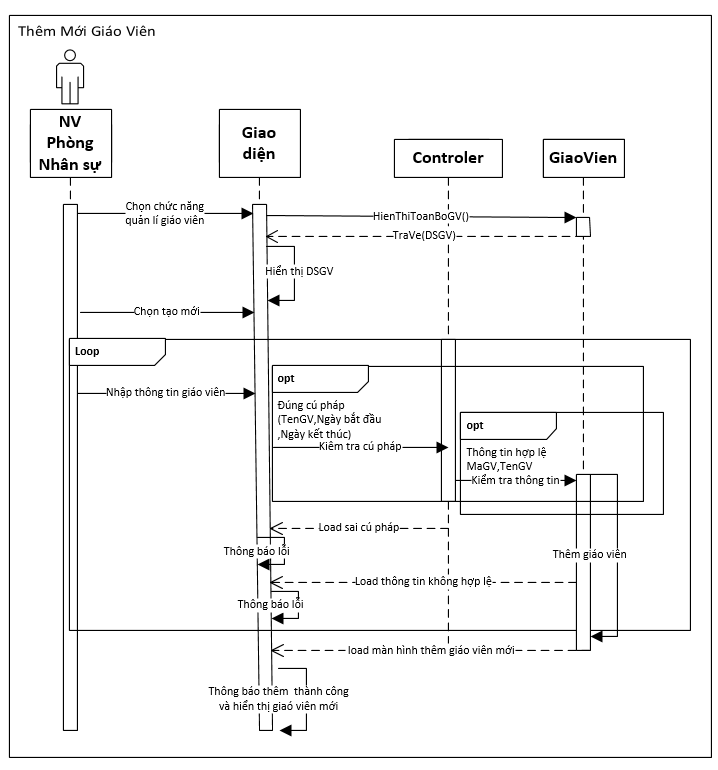 Thêm Mới Giáo Viên
NV
Phòng
Nhân sự
Giao
diện
Controler
GiaoVien
Chọn chức năng
quản lí giáo viên
HienThiToanBoGV()
TraVe(DSGV)
Hiển thị DSGV
Chọn tạo mới
Loop
opt
Nhập thông tin giáo viên
Đúng cú pháp
(TenGV,Ngày bắt đầu
,Ngày kết thúc)
Kiêm tra cú pháp
opt
Thông tin hợp lệ
MaGV,TenGV
Kiểm tra thông tin
Load sai cú pháp
Thông báo lỗi
Thêm giáo viên
Load thông tin không hợp lệ
Thông báo lỗi
load màn hình thêm giáo viên mới
Thông báo thêm thành công
và hiển thị giaó viên mới